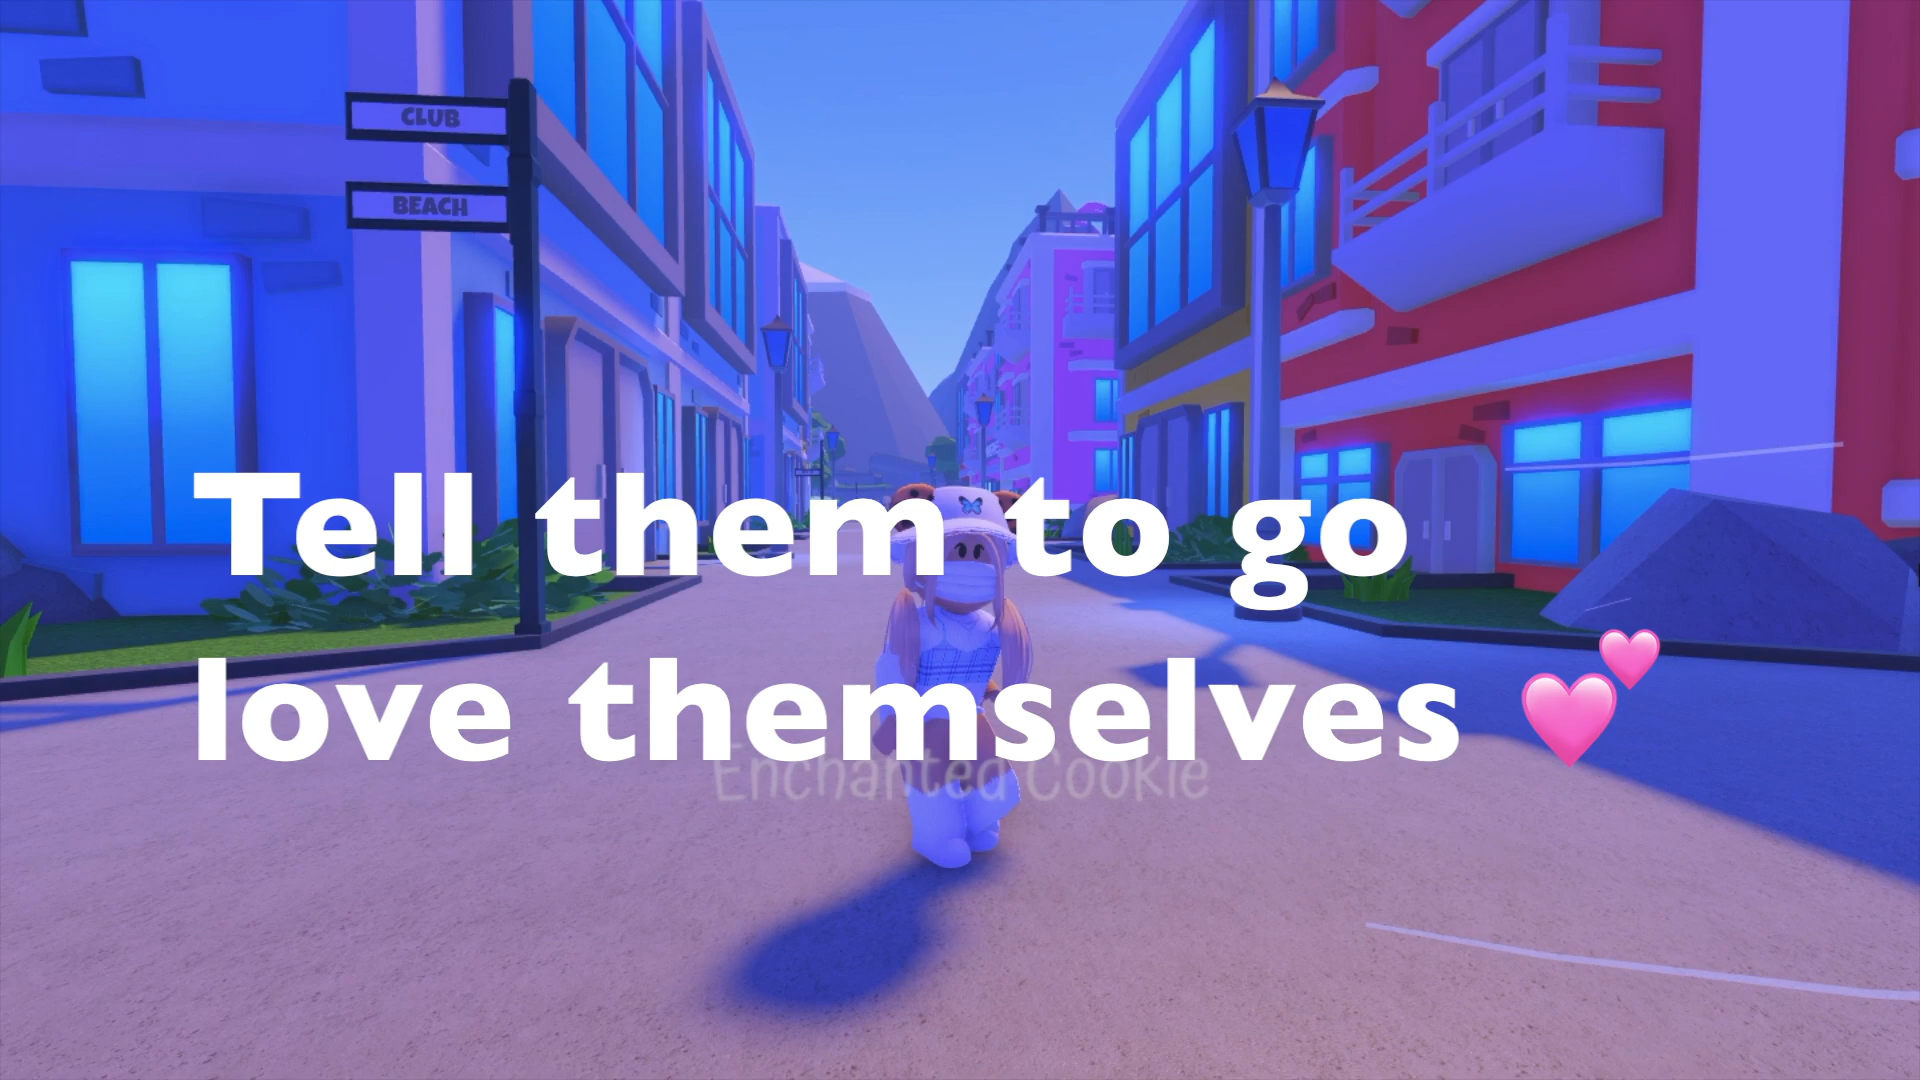 CLUB
BEACH
Tell them to go
love themselves 💕
Enchanted Cookie